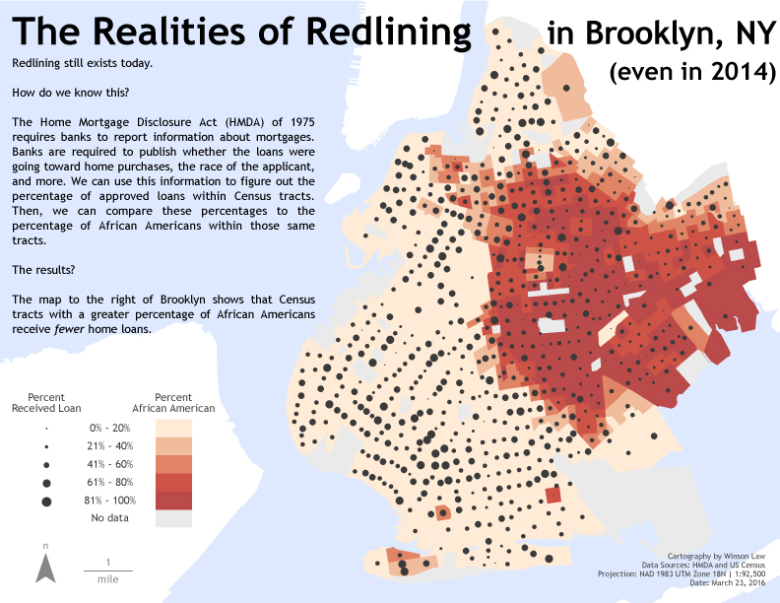 The Realities of Redlining in Brooklyn, NY
(even in 2014)
Redlining still exists today.
How do we know this?
The Home Mortgage Disclosure Act (HMDA) of 1975
requires banks to report information about mortgages.
Banks are required to publish whether the loans were
going toward home purchases, the race of the applicant,
and more. We can use this information to figure out the
percentage of approved loans within Census tracts.
Then, we can compare these percentages to the
percentage of African Americans within those same
tracts.
The results?
The map to the right of Brooklyn shows that Census
tracts with a greater percentage of African Americans
receive fewer home loans.
Percent
Received Loan
Percent
African American
0% - 20%
21% - 40%
41% - 60%
61% - 80%
81% - 100%
No data
n
1
mile
Cartography by Winson Law
Data Sources: HMDA and US Census
Projection: NAD 1983 UTM Zone 18N | 1:92,500
Date: March 23, 2016